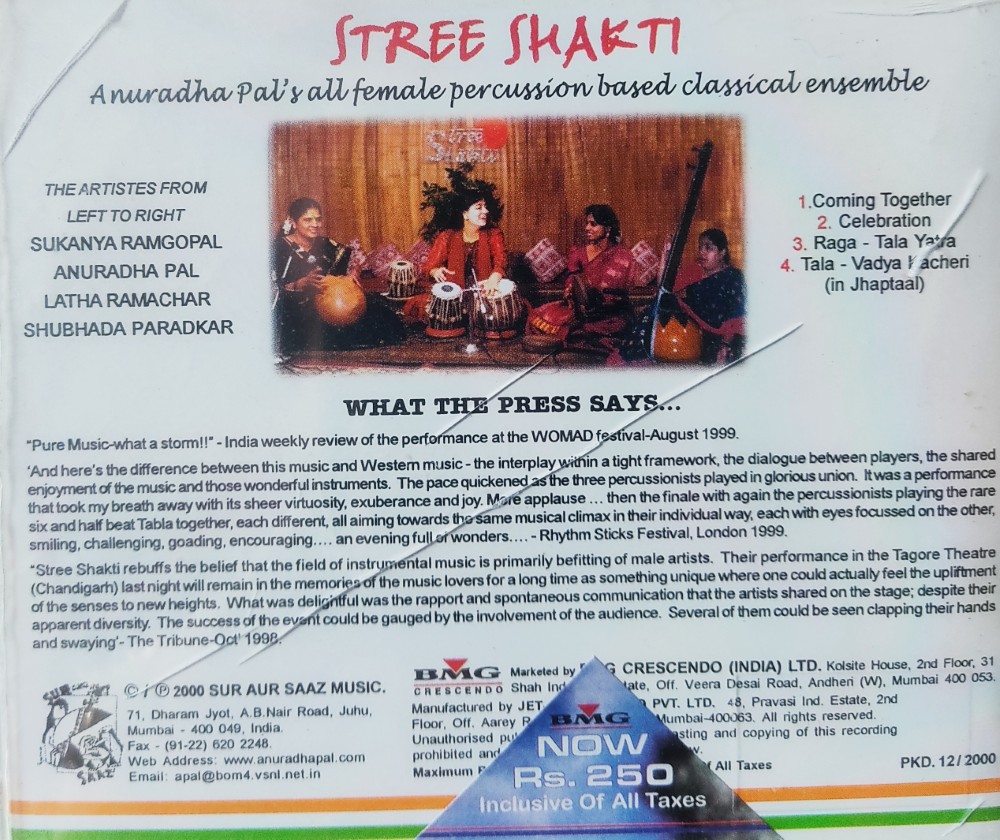 STREE SHAKTI
Anuradha Pal's all female percussion based classical ensemble
Stree
Shakti
THE ARTISTES FROM
LEFT TO RIGHT
SUKANYA RAMGOPAL
ANURADHA PAL
LATHA RAMACHAR
SHUBHADA PARADKAR
1.Coming Together
2. Celebration
3. Raga - Tala Yatra
4. Tala - Vadya Kacheri
(in Jhaptaal)
WHAT THE PRESS SAYS...
"Pure Music-what a storm!!" - India weekly review of the performance at the WOMAD festival-August 1999.
'And here's the difference between this music and Western music - the interplay within a tight framework, the dialogue between players, the shared
enjoyment of the music and those wonderful instruments. The pace quickened as the three percussionists played in glorious union. It was a performance
that took my breath away with its sheer virtuosity, exuberance and joy. More applause ... then the finale with again the percussionists playing the rare
six and half beat Tabla together, each different, all aiming towards the same musical climax in their individual way, each with eyes focussed on the other,
smiling, challenging, goading, encouraging.... an evening full of wonders.... - Rhythm Sticks Festival, London 1999.
"Stree Shakti rebuffs the belief that the field of instrumental music is primarily befitting of male artists. Their performance in the Tagore Theatre
(Chandigarh) last night will remain in the memories of the music lovers for a long time as something unique where one could actually feel the upliftment
of the senses to new heights. What was delightful was the rapport and spontaneous communication that the artists shared on the stage; despite their
apparent diversity. The success of the event could be gauged by the involvement of the audience. Several of them could be seen clapping their hands
and swaying'- The Tribune-Oct' 1998.
SAAZ
© / ℗ 2000 SUR AUR SAAZ MUSIC.
71, Dharam Jyot, A.B.Nair Road, Juhu,
Mumbai - 400 049, India.
Fax - (91-22) 620 2248.
Web Address: www.anuradhapal.com
Email: apal@bom4.vsnl.net.in
BMG
CRESCENDO
Marketed by G CRESCENDO (INDIA) LTD. Kolsite House, 2nd Floor, 31
Shah Ind ate, Off. Veera Desai Road, Andheri (W), Mumbai 400 053.
Manufactured by JET PVT. LTD. 48, Pravasi Ind. Estate, 2nd
Floor, Off. Aarey R Mumbai-400063. All rights reserved.
Unauthorised pu asting and copying of this recording
prohibited and w.
Maximum f All Taxes
PKD. 12/2000
BMG
NOW
Rs. 250
Inclusive Of All Taxes